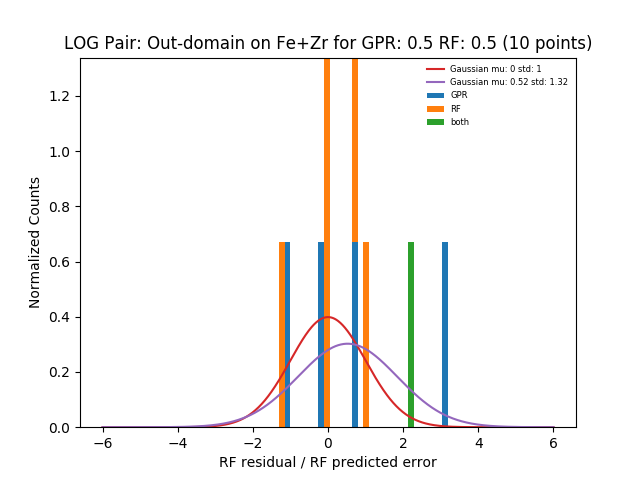 LOG Pair: Out-domain on Fe+Zr for GPR: 0.5 RF: 0.5 (10 points)
Gaussian mu: 0 std: 1
Gaussian mu: 0.52 std: 1.32
GPR
RF
both
Normalized Counts
1.2
1.0
0.8
0.6
0.4
0.2
0.0
−6 −4 −2 0 2 4 6
RF residual / RF predicted error